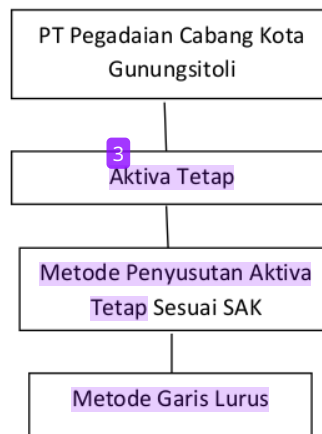 PT Pegadaian Cabang Kota
Gunungsitoli
3
Aktiva Tetap
Metode Penyusutan Aktiva
Tetap Sesuai SAK
Metode Garis Lurus